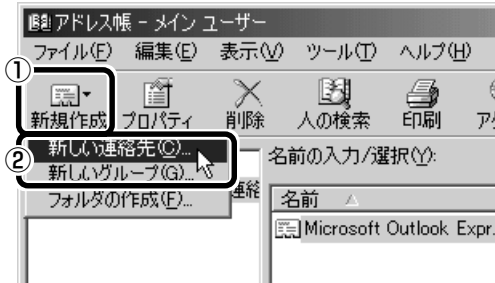 アドレス帳 - メイン ユーザー
ファイル(F) 編集(E) 表示(V) ツール(T) ヘルプ(H)
①
新規作成 プロパティ 削除 人の検索 印刷
②
新しい連絡先(C)...
新しいグループ(G)...
フォルダの作成(F)...
名前の入力/選択(Y):
名前
Microsoft Outlook Expr.